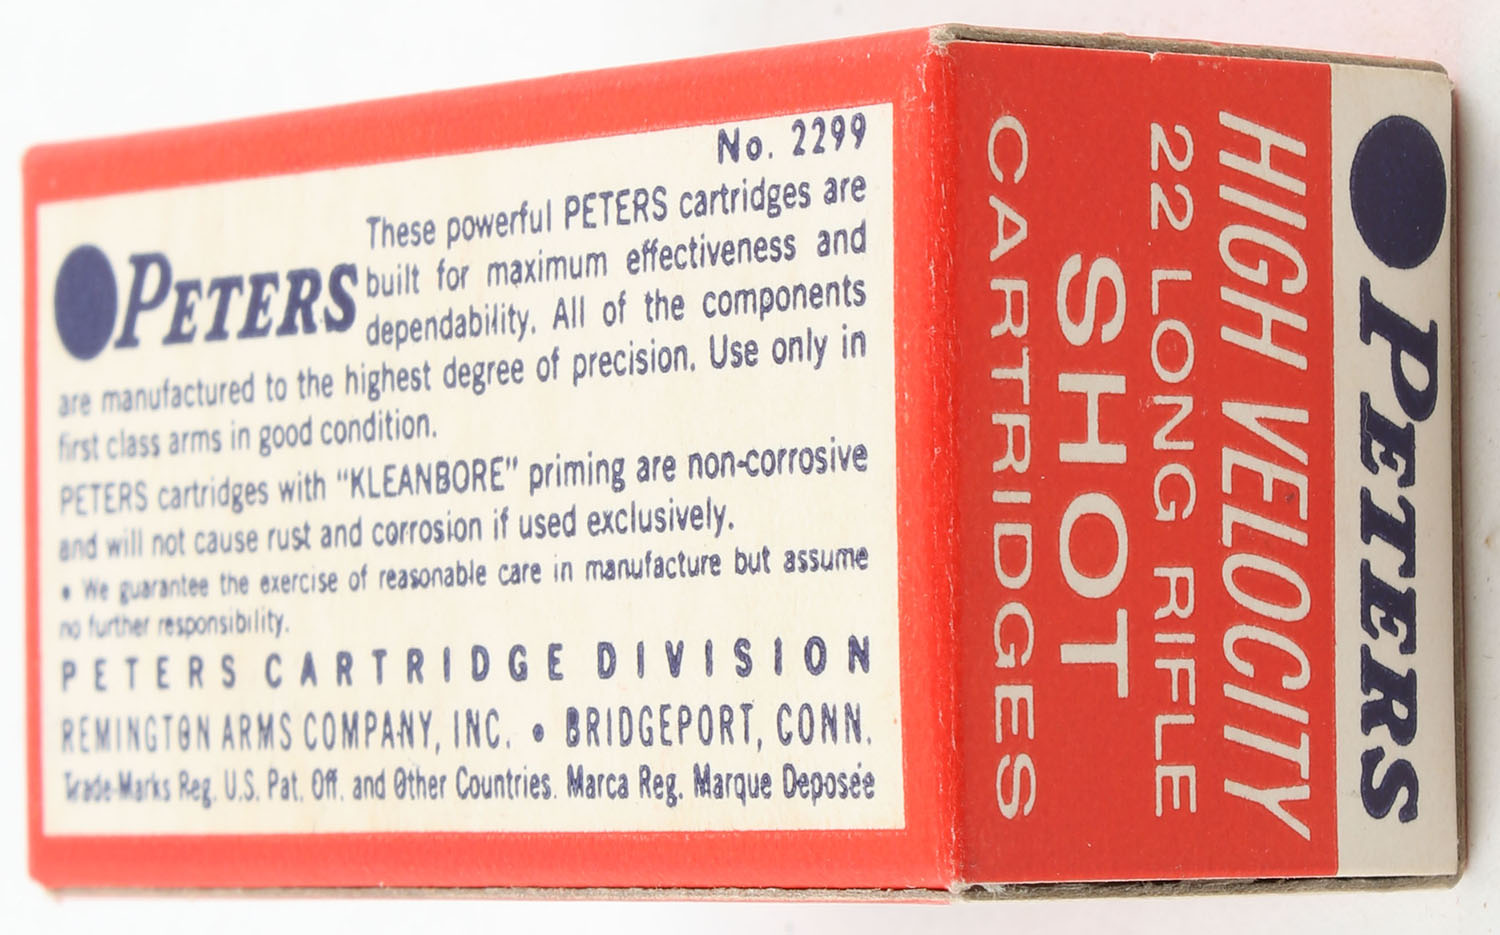 No. 2299
PETERS
These powerful PETERS cartridges are
built for maximum effectiveness and
dependability. All of the components
are manufactured to the highest degree of precision. Use only in
first class arms in good condition.
PETERS cartridges with "KLEANBORE" priming are non-corrosive
and will not cause rust and corrosion if used exclusively.
• We guarantee the exercise of reasonable care in manufacture but assume
no further responsibility.
PETERS CARTRIDGE DIVISION
REMINGTON ARMS COMPANY, INC. • BRIDGEPORT, CONN.
Trade-Marks Reg. U.S. Pat. Off. and Other Countries. Marca Reg. Marque Deposée
PETERS
HIGH VELOCITY
22 LONG RIFLE
SHOT
CARTRIDGES